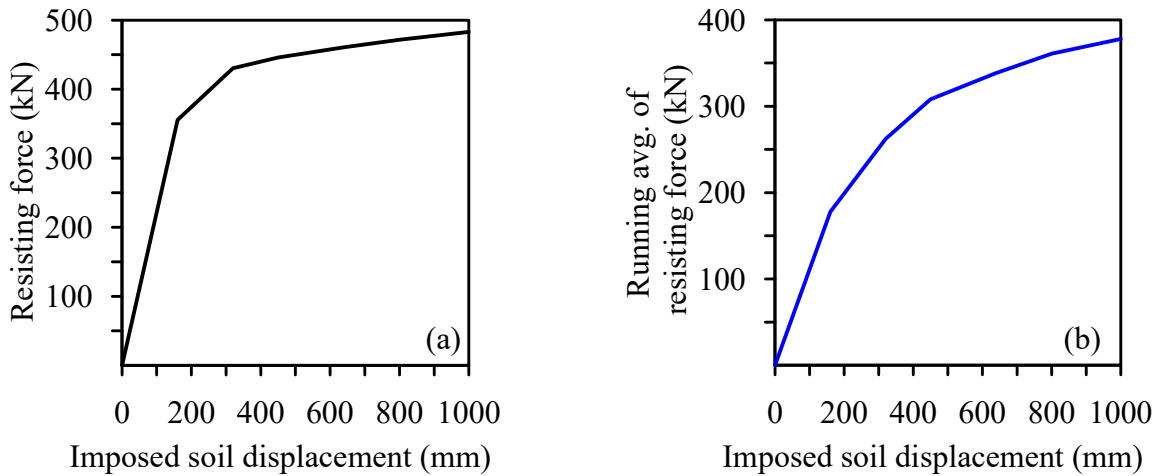 Resisting force (kN)
500
400
300
200
100
(a)
0 200 400 600 800 1000
Imposed soil displacement (mm)
Running avg. of
resisting force (kN)
400
300
200
100
(b)
0 200 400 600 800 1000
Imposed soil displacement (mm)